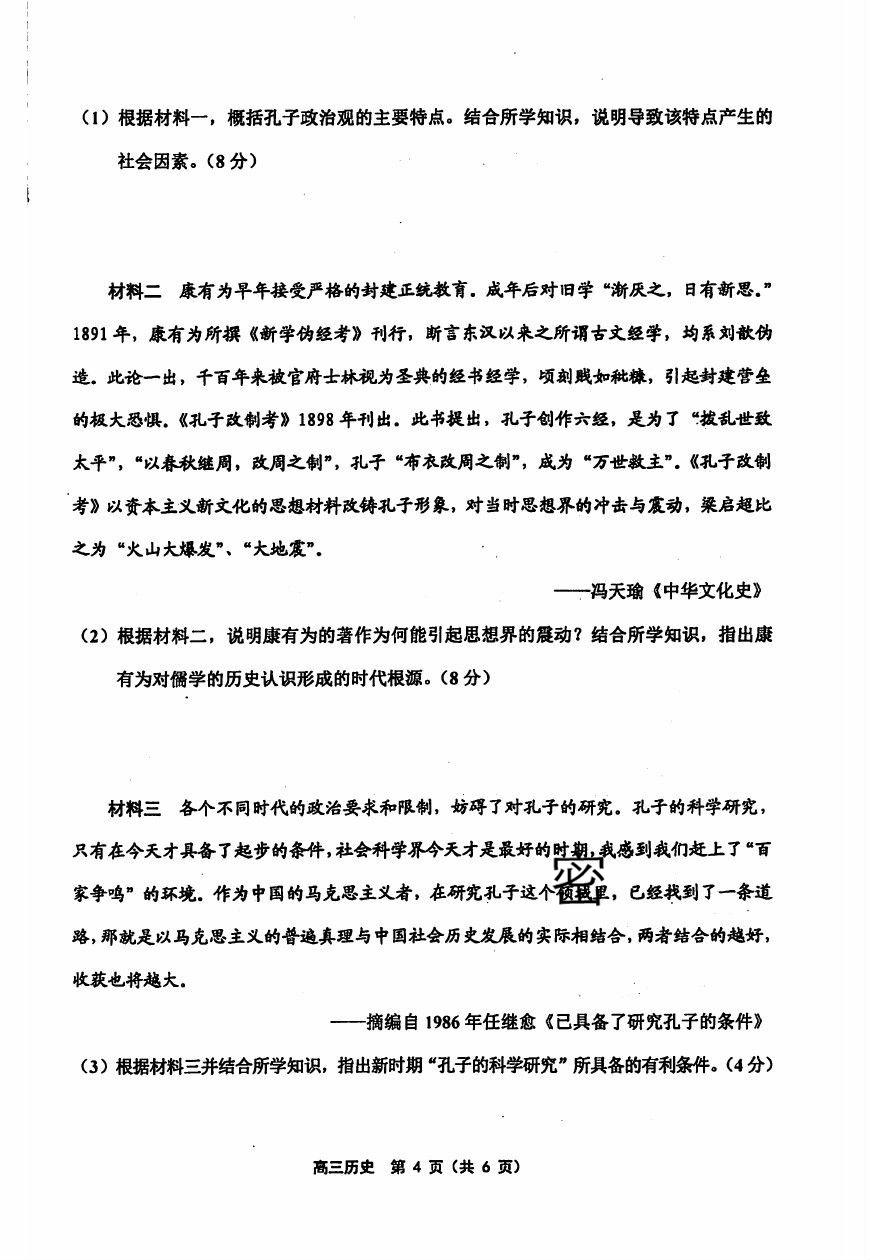 （1）根据材料一，概括孔子政治观的主要特点。结合所学知识，说明导致该特点产生的
社会因素。（8 分）
材料二 康有为早年接受严格的封建正统教育。成年后对旧学“渐厌之，日有新思。”
1891 年，康有为所撰《新学伪经考》刊行，断言东汉以来之所谓古文经学，均系刘歆伪
造。此论一出，千百年来被官府士林视为圣典的经书经学，顷刻贱如秕糠，引起封建营垒
的极大恐惧。《孔子改制考》1898 年刊出。此书提出，孔子创作六经，是为了“拨乱世致
太平”，“以春秋继周，改周之制”，孔子“布衣改周之制”，成为“万世救主”。《孔子改制
考》以资本主义新文化的思想材料改铸孔子形象，对当时思想界的冲击与震动，梁启超比
之为“火山大爆发”、“大地震”。
——冯天瑜《中华文化史》
（2）根据材料二，说明康有为的著作为何能引起思想界的震动？结合所学知识，指出康
有为对儒学的历史认识形成的时代根源。（8 分）
材料三 各个不同时代的政治要求和限制，妨碍了对孔子的研究。孔子的科学研究，
只有在今天才具备了起步的条件，社会科学界今天才是最好的时期，我感到我们赶上了“百
家争鸣”的环境。作为中国的马克思主义者，在研究孔子这个领域里，已经找到了一条道
路，那就是以马克思主义的普遍真理与中国社会历史发展的实际相结合，两者结合的越好，
收获也将越大。
——摘编自 1986 年任继愈《已具备了研究孔子的条件》
（3）根据材料三并结合所学知识，指出新时期“孔子的科学研究”所具备的有利条件。（4 分）
密
高三历史 第 4 页（共 6 页）